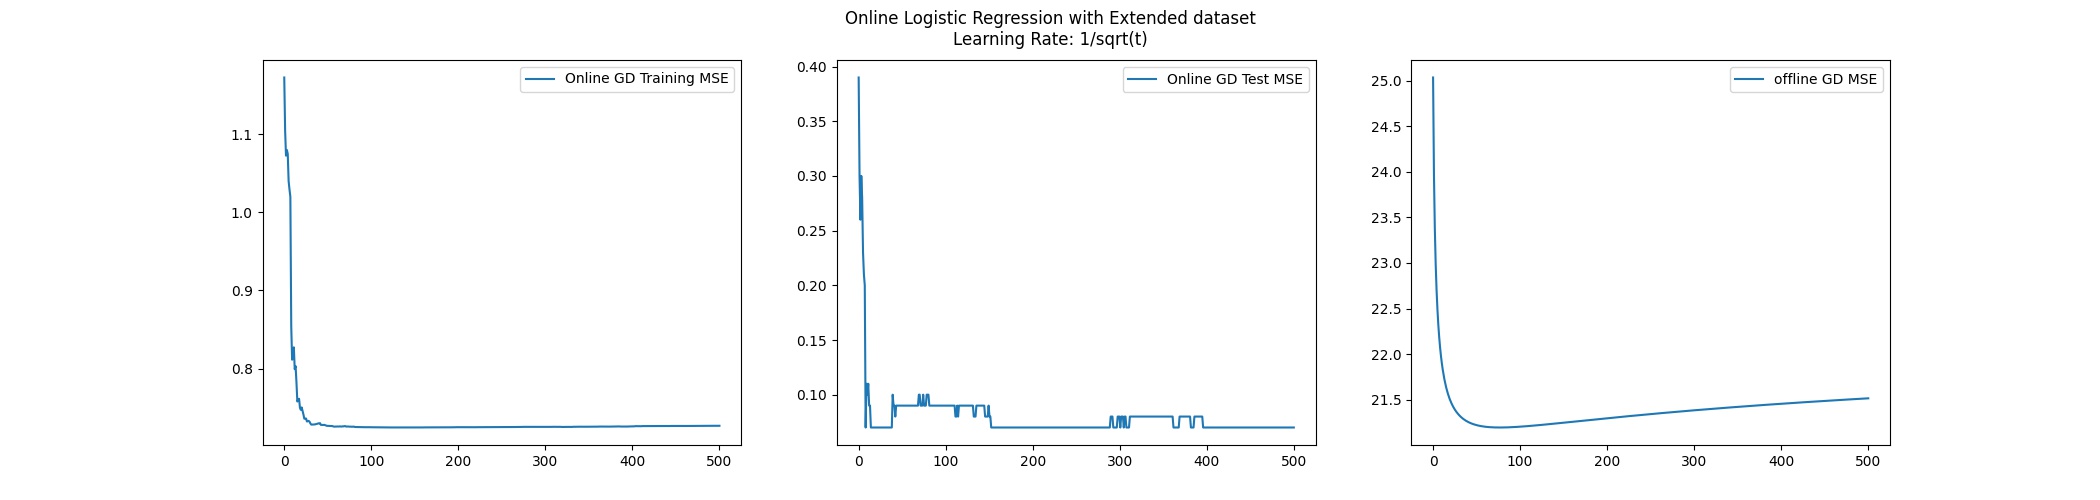 Online Logistic Regression with Extended dataset
Learning Rate: 1/sqrt(t)
Online GD Training MSE
1.1
1.0
0.9
0.8
0 100 200 300 400 500
Online GD Test MSE
0.40
0.35
0.30
0.25
0.20
0.15
0.10
0 100 200 300 400 500
offline GD MSE
25.0
24.5
24.0
23.5
23.0
22.5
22.0
21.5
0 100 200 300 400 500